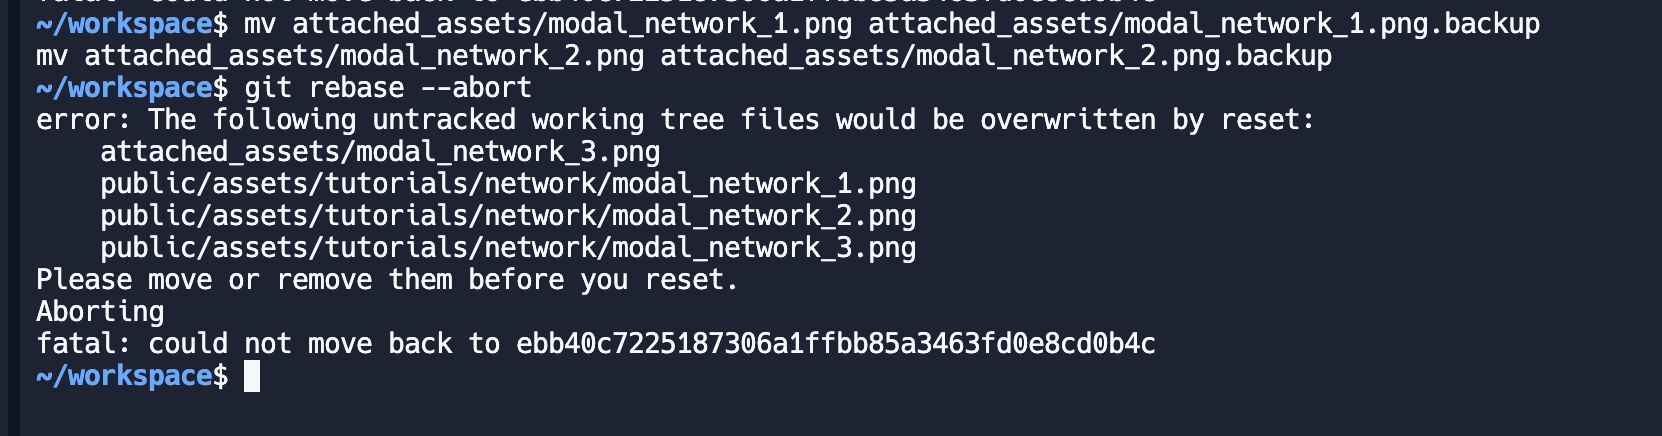 ~/workspace$ mv attached_assets/modal_network_1.png attached_assets/modal_network_1.png.backup
mv attached_assets/modal_network_2.png attached_assets/modal_network_2.png.backup
~/workspace$ git rebase --abort
error: The following untracked working tree files would be overwritten by reset:
    attached_assets/modal_network_3.png
    public/assets/tutorials/network/modal_network_1.png
    public/assets/tutorials/network/modal_network_2.png
    public/assets/tutorials/network/modal_network_3.png
Please move or remove them before you reset.
Aborting
fatal: could not move back to ebb40c7225187306a1ffbb85a3463fd0e8cd0b4c
~/workspace$